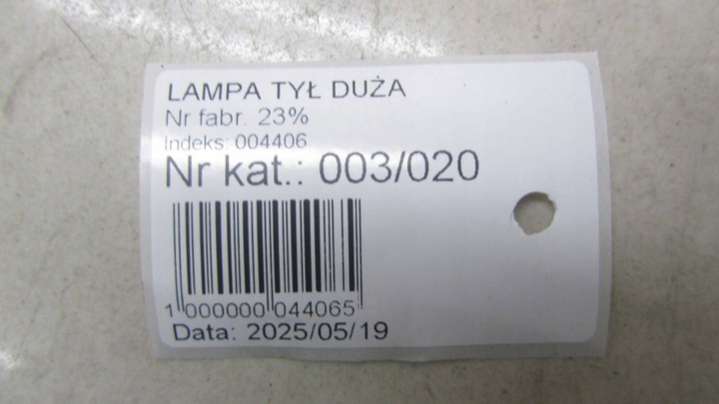 LAMPA TYŁ DUŻA
Nr fabr. 23%
Indeks: 004406
Nr kat.: 003/020
1 000000 044065
Data: 2025/05/19